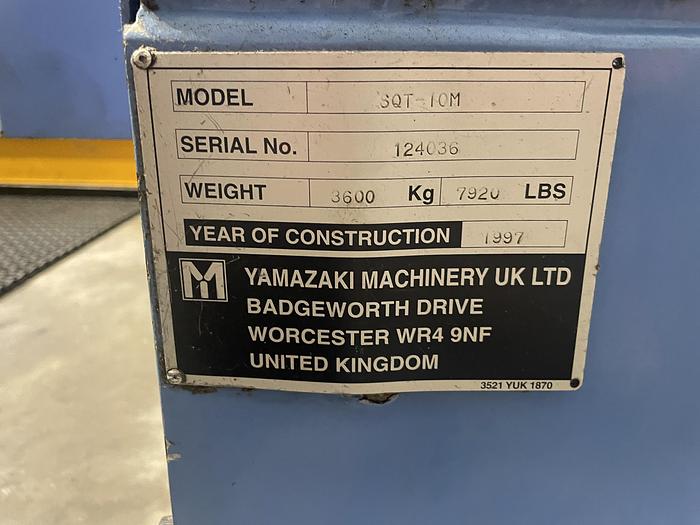 MODEL SQT-10M
SERIAL No. 124036
WEIGHT 3600 Kg 7920 LBS
YEAR OF CONSTRUCTION 1997
M YAMAZAKI MACHINERY UK LTD
BADGEWORTH DRIVE
WORCESTER WR4 9NF
UNITED KINGDOM
3521 YUK 1870